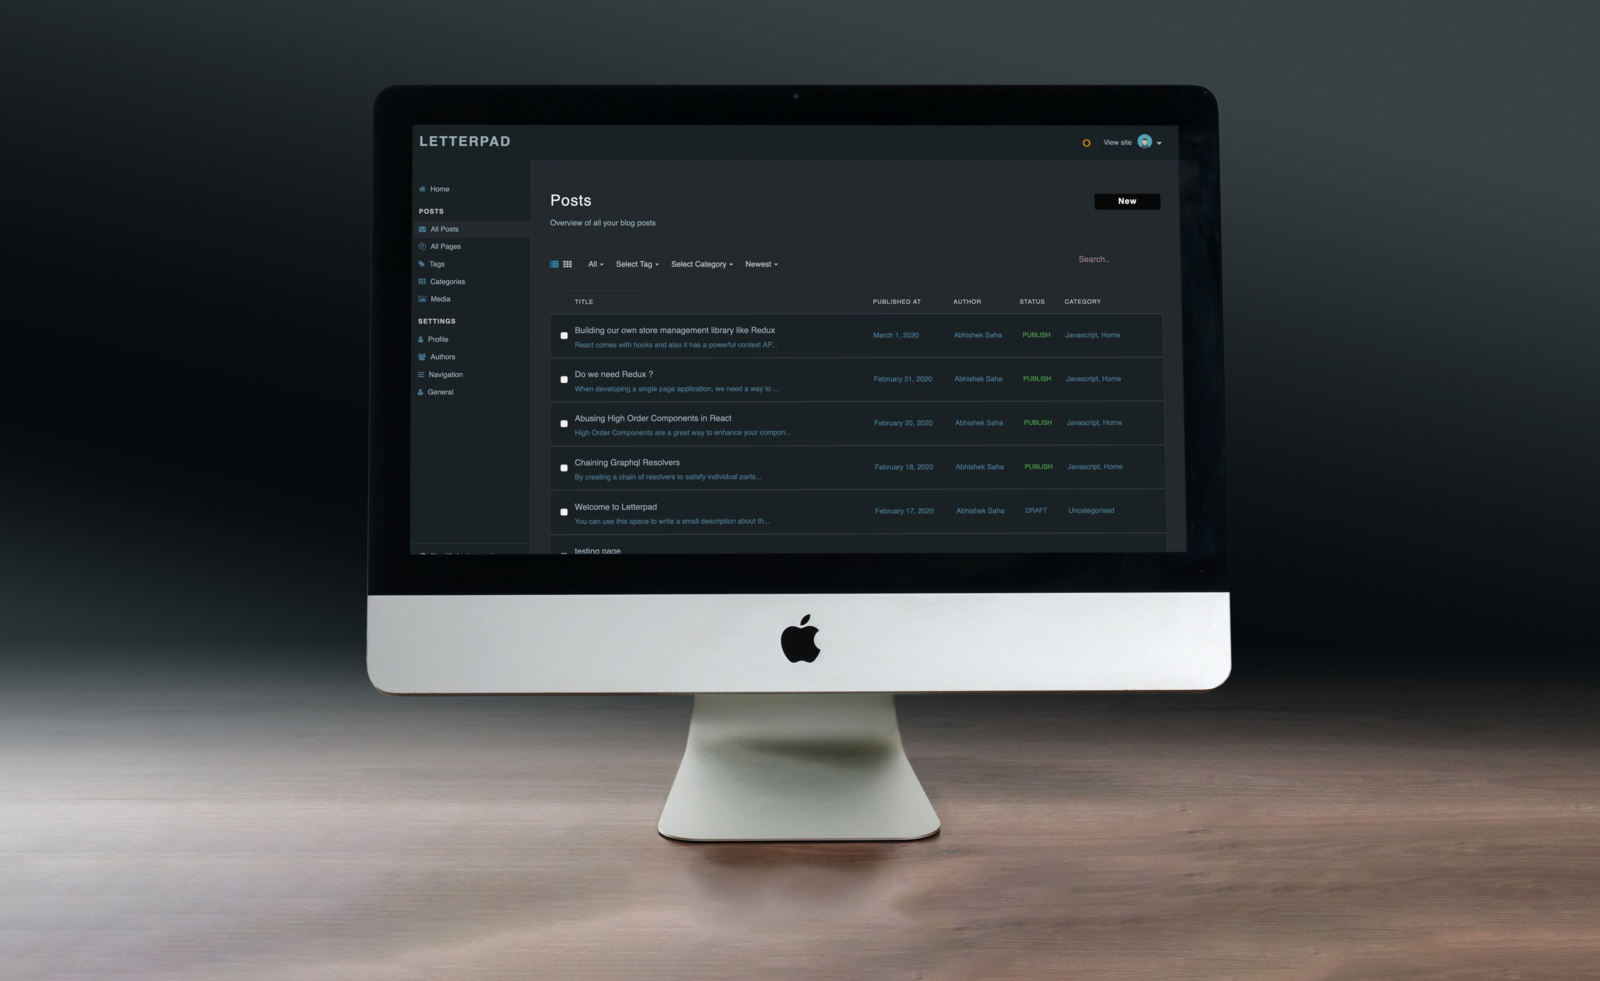 LETTERPAD
View site
Home
POSTS
All Posts
All Pages
Tags
Categories
Media
SETTINGS
Profile
Authors
Navigation
General
Posts
New
Overview of all your blog posts
All Select Tag Select Category Newest
Search..
TITLE PUBLISHED AT AUTHOR STATUS CATEGORY
Building our own store management library like Redux
React comes with hooks and also it has a powerful context AP...
March 1, 2020 Abhishek Saha PUBLISH Javascript, Home
Do we need Redux ?
When developing a single page application, we need a way to ...
February 21, 2020 Abhishek Saha PUBLISH Javascript, Home
Abusing High Order Components in React
High Order Components are a great way to enhance your compon...
February 20, 2020 Abhishek Saha PUBLISH Javascript, Home
Chaining Graphql Resolvers
By creating a chain of resolvers to satisfy individual parts...
February 18, 2020 Abhishek Saha PUBLISH Javascript, Home
Welcome to Letterpad
You can use this space to write a small description about th...
February 17, 2020 Abhishek Saha DRAFT Uncategorised
testing page